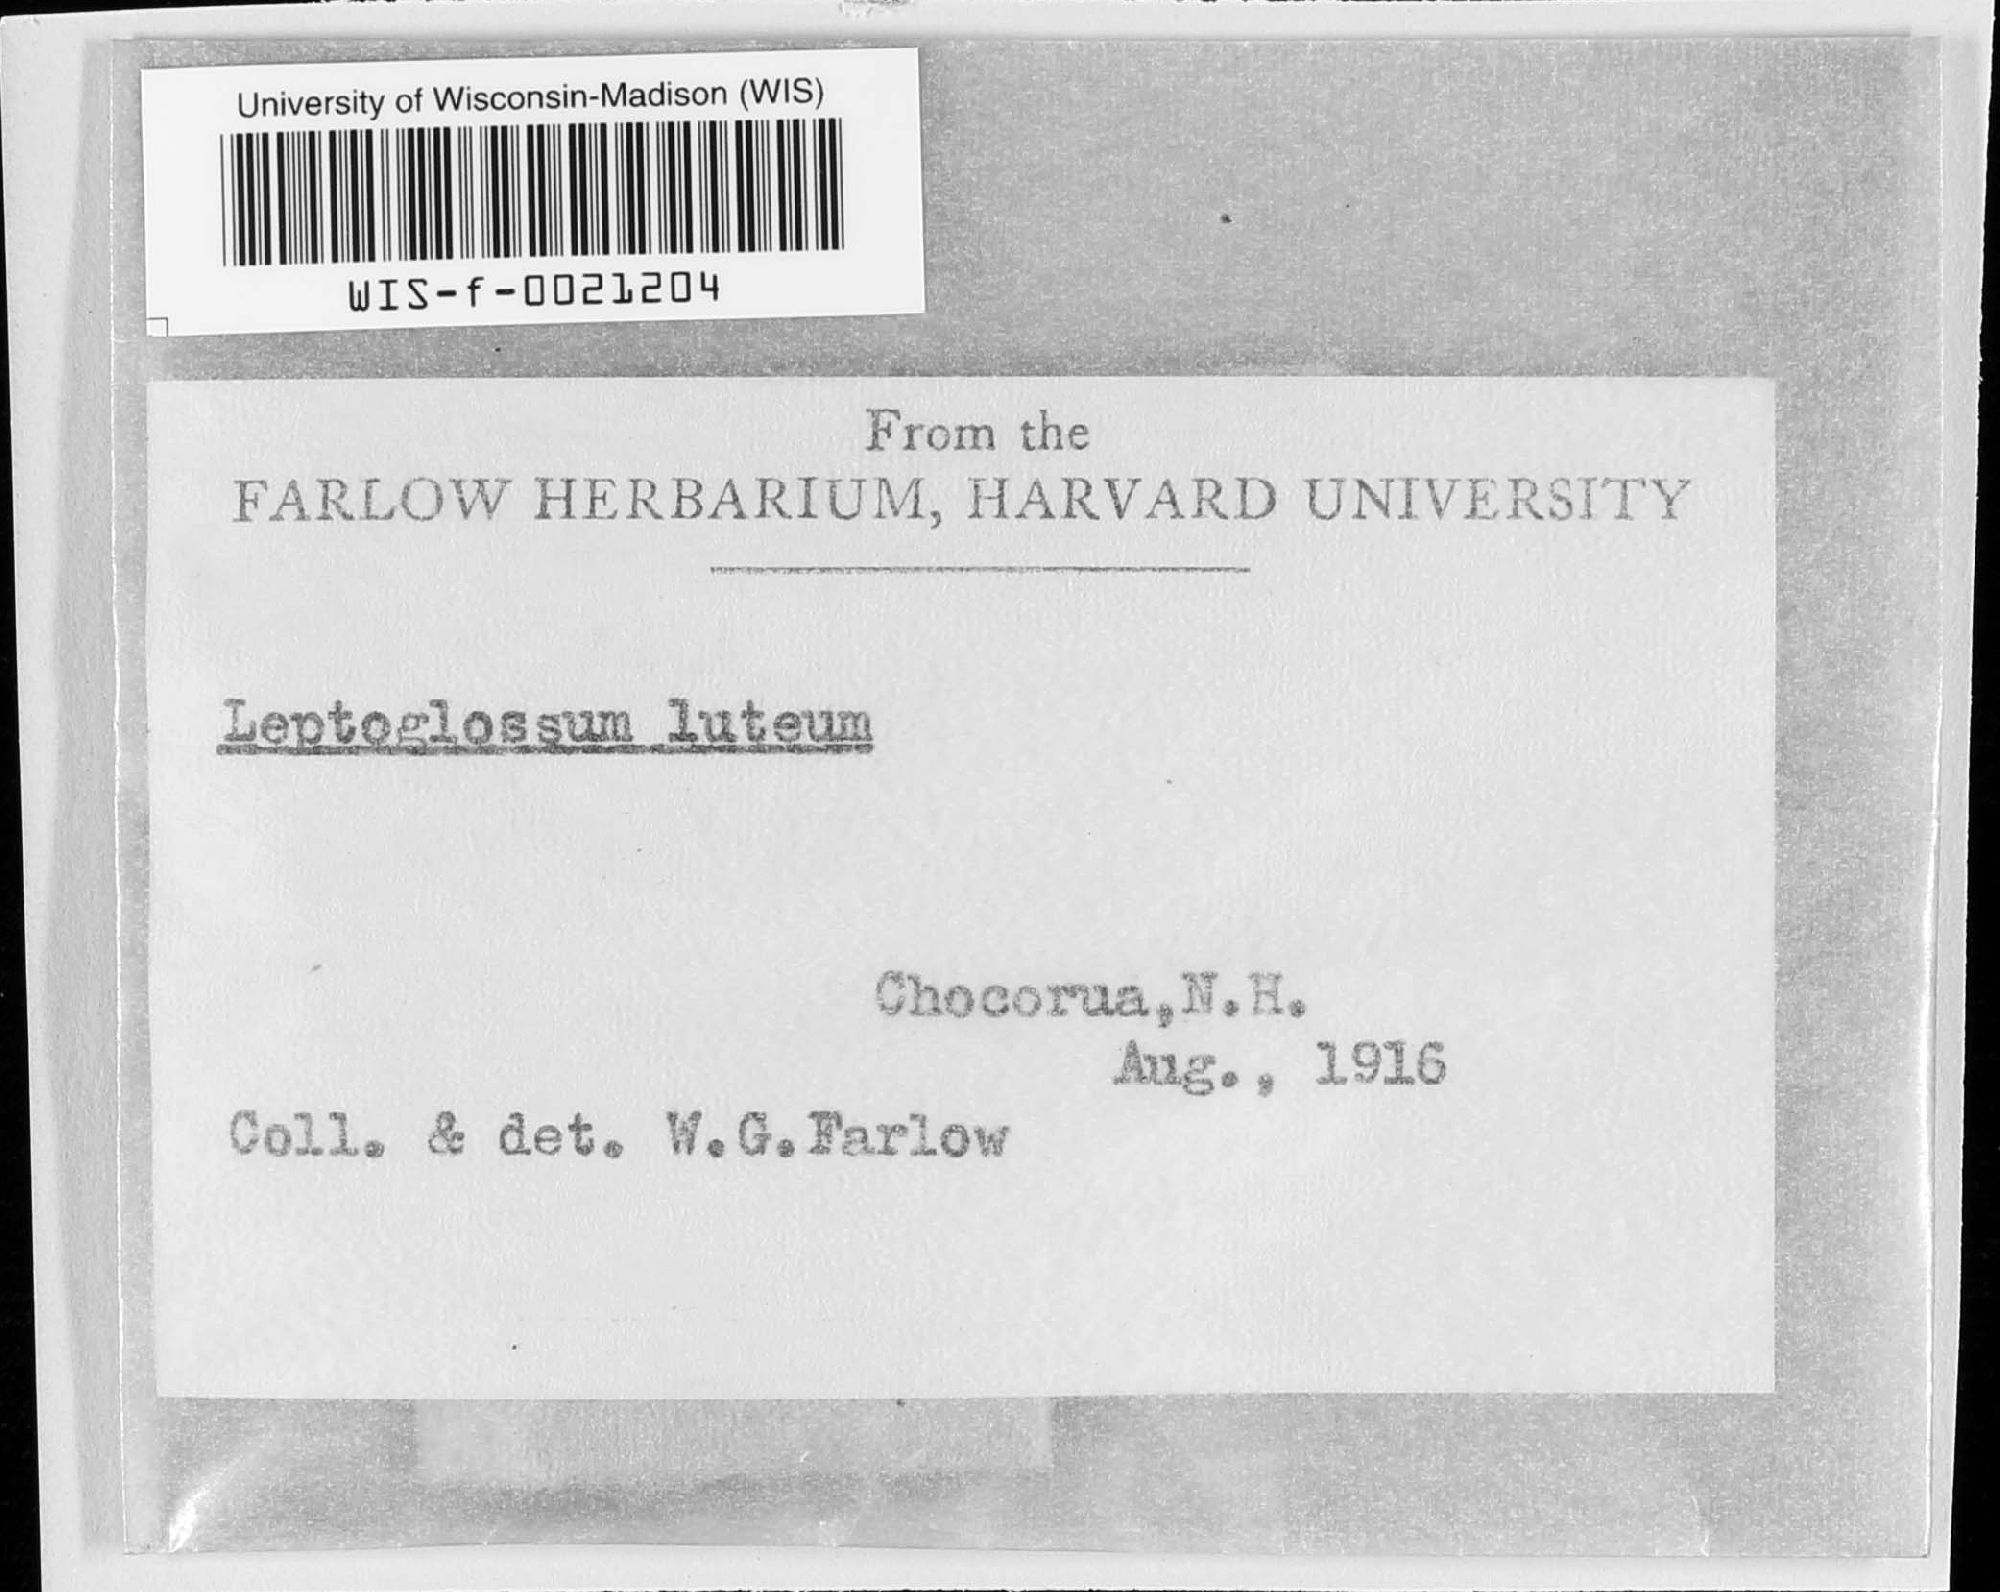 University of Wisconsin-Madison (WIS)
WIS-f-0021204
From the
FARLOW HERBARIUM, HARVARD UNIVERSITY
Leptoglossum luteum
Chocorua,N.H.
Aug., 1916
Coll. & det. W.G.Farlow